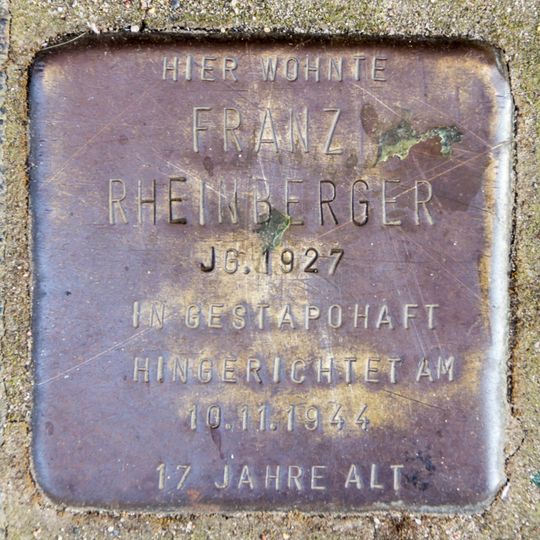 HIER WOHNTE
FRANZ
RHEINBERGER
JG. 1927
IN GESTAPOHAFT
HINGERICHTET AM
10.11.1944
17 JAHRE ALT